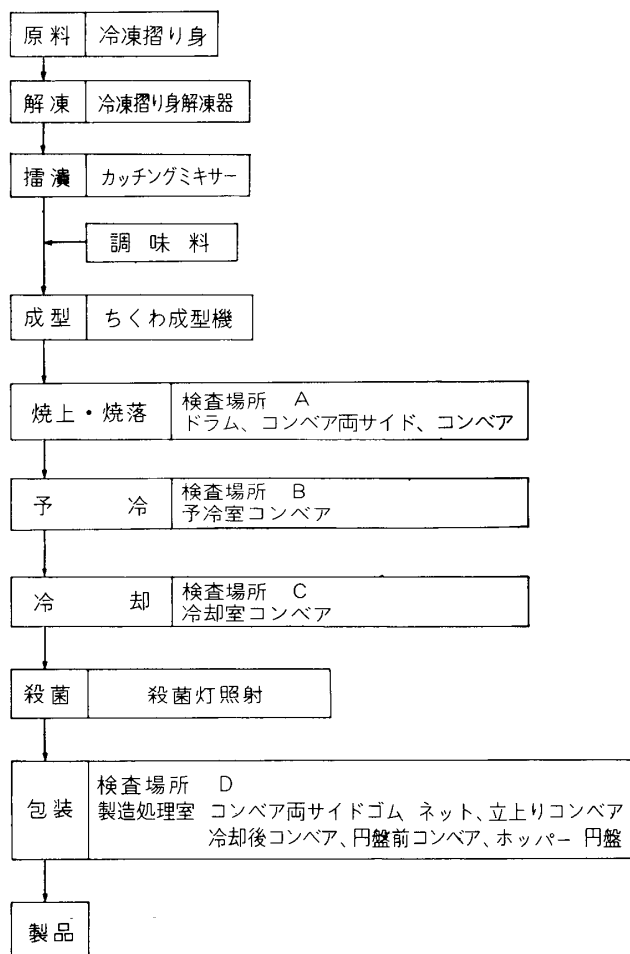 原料 冷凍摺り身
解凍 冷凍摺り身解凍器
擂潰 カッチングミキサー
調味料
成型 ちくわ成型機
焼上・焼落 検査場所 A
ドラム、コンベア両サイド、コンベア
予冷 検査場所 B
予冷室コンベア
冷却 検査場所 C
冷却室コンベア
殺菌 殺菌灯照射
包装 検査場所 D
製造処理室 コンベア両サイドゴム ネット、立上りコンベア
冷却後コンベア、円盤前コンベア、ホッパー 円盤
製品